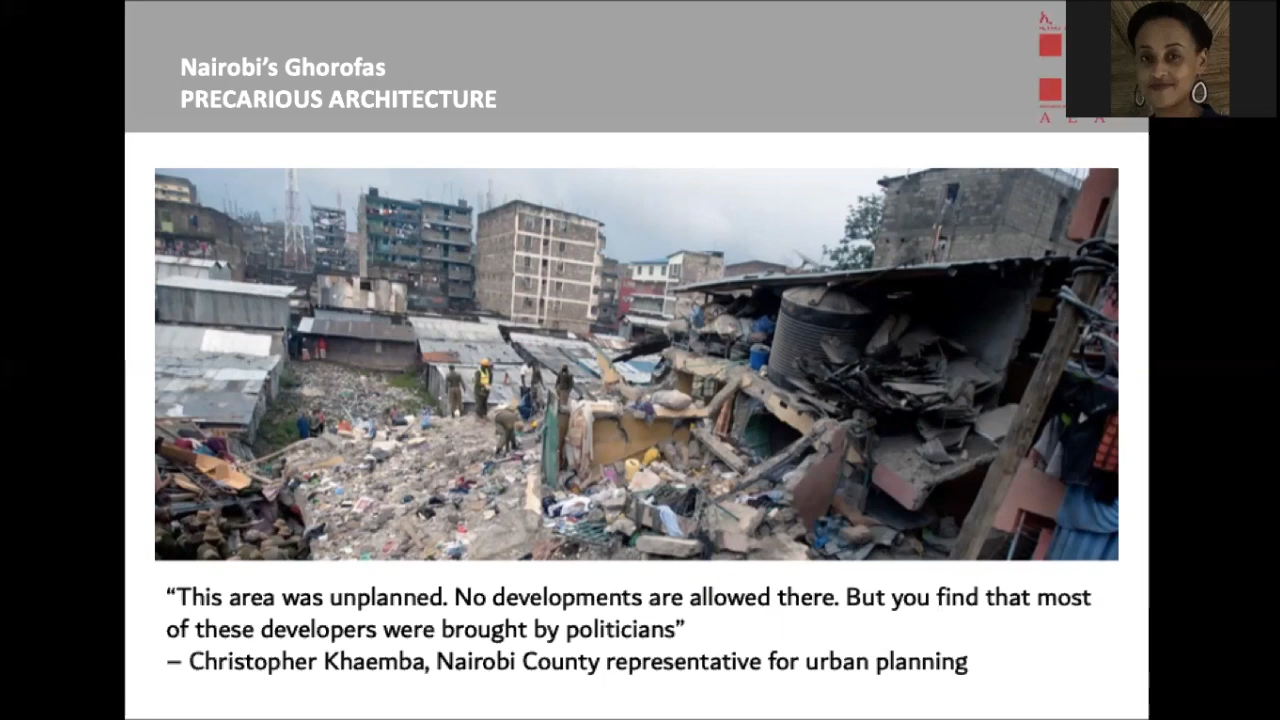 Nairobi’s Ghorofas
PRECARIOUS ARCHITECTURE
“This area was unplanned. No developments are allowed there. But you find that most
of these developers were brought by politicians”
– Christopher Khaemba, Nairobi County representative for urban planning